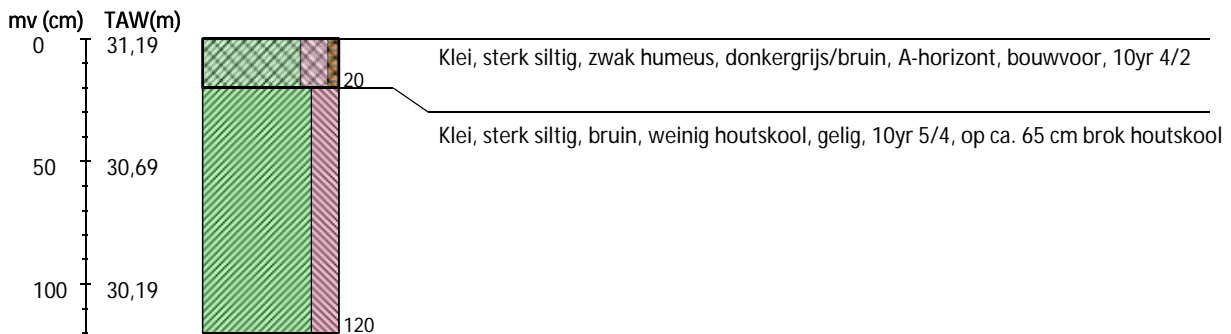 mv (cm) TAW(m)
0 31,19
Klei, sterk siltig, zwak humeus, donkergrijs/bruin, A-horizont, bouwvoor, 10yr 4/2
20
Klei, sterk siltig, bruin, weinig houtskool, gelig, 10yr 5/4, op ca. 65 cm brok houtskool
50 30,69
100 30,19
120